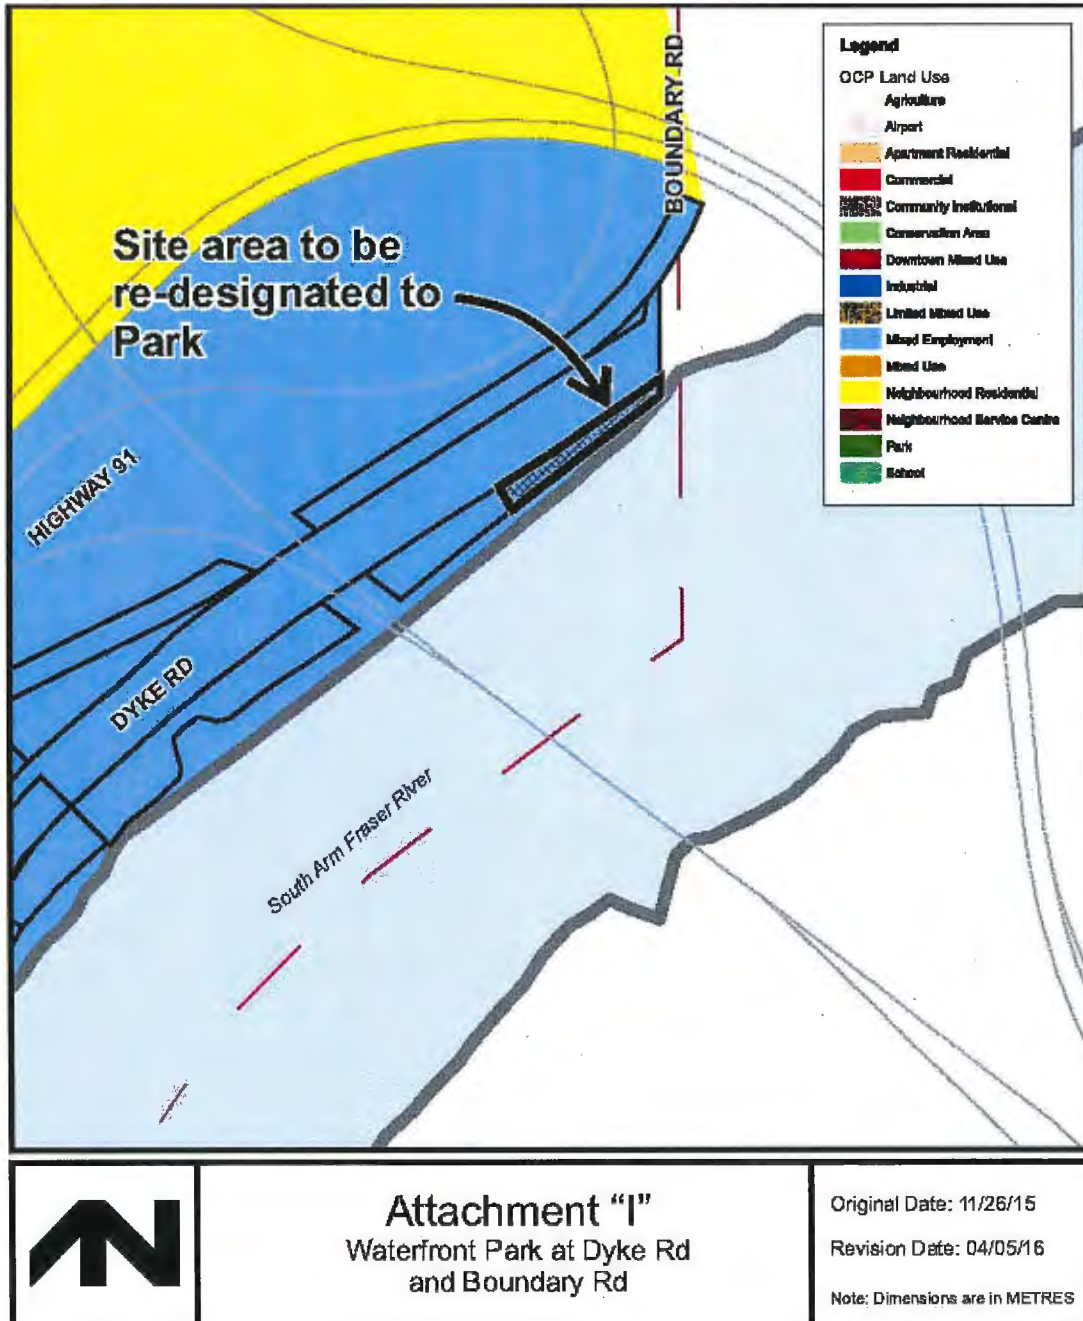 BOUNDARY RD
Site area to be
re-designated to
Park
HIGHWAY 91
DYKE RD
South Arm Fraser River
Legend
OCP Land Use
Agriculture
Airport
Apartment Residential
Commercial
Community Institutional
Conservation Area
Downtown Mixed Use
Industrial
Limited Mixed Use
Mixed Employment
Mixed Use
Neighbourhood Residential
Neighbourhood Service Centre
Park
School
N
Attachment "I"
Waterfront Park at Dyke Rd
and Boundary Rd
Original Date: 11/26/15
Revision Date: 04/05/16
Note: Dimensions are in METRES